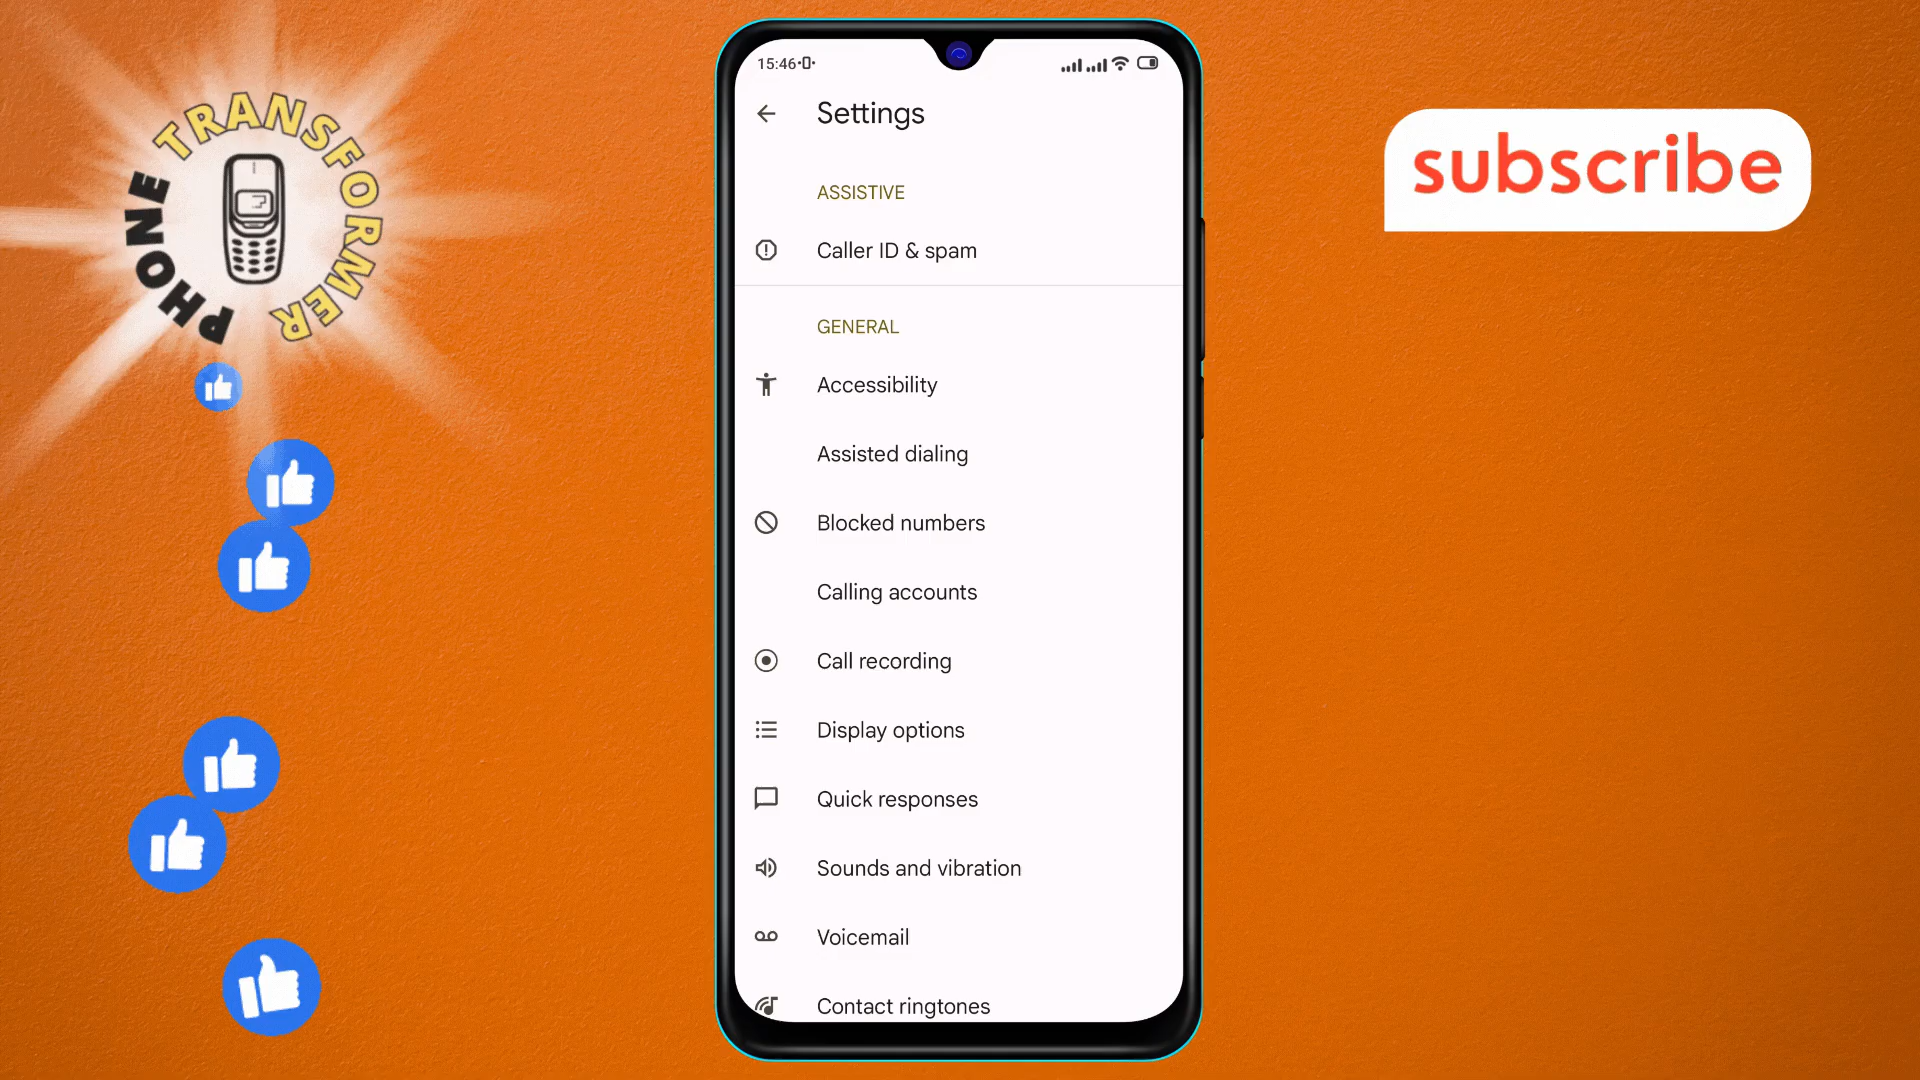 PHONE TRANSFORMER
subscribe
15:46
Settings
ASSISTIVE
Caller ID & spam
GENERAL
Accessibility
Assisted dialing
Blocked numbers
Calling accounts
Call recording
Display options
Quick responses
Sounds and vibration
Voicemail
Contact ringtones